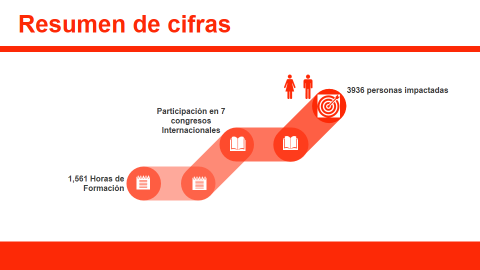 Resumen de cifras
3936 personas impactadas
Participación en 7
congresos
Internacionales
1,561 Horas de
Formación